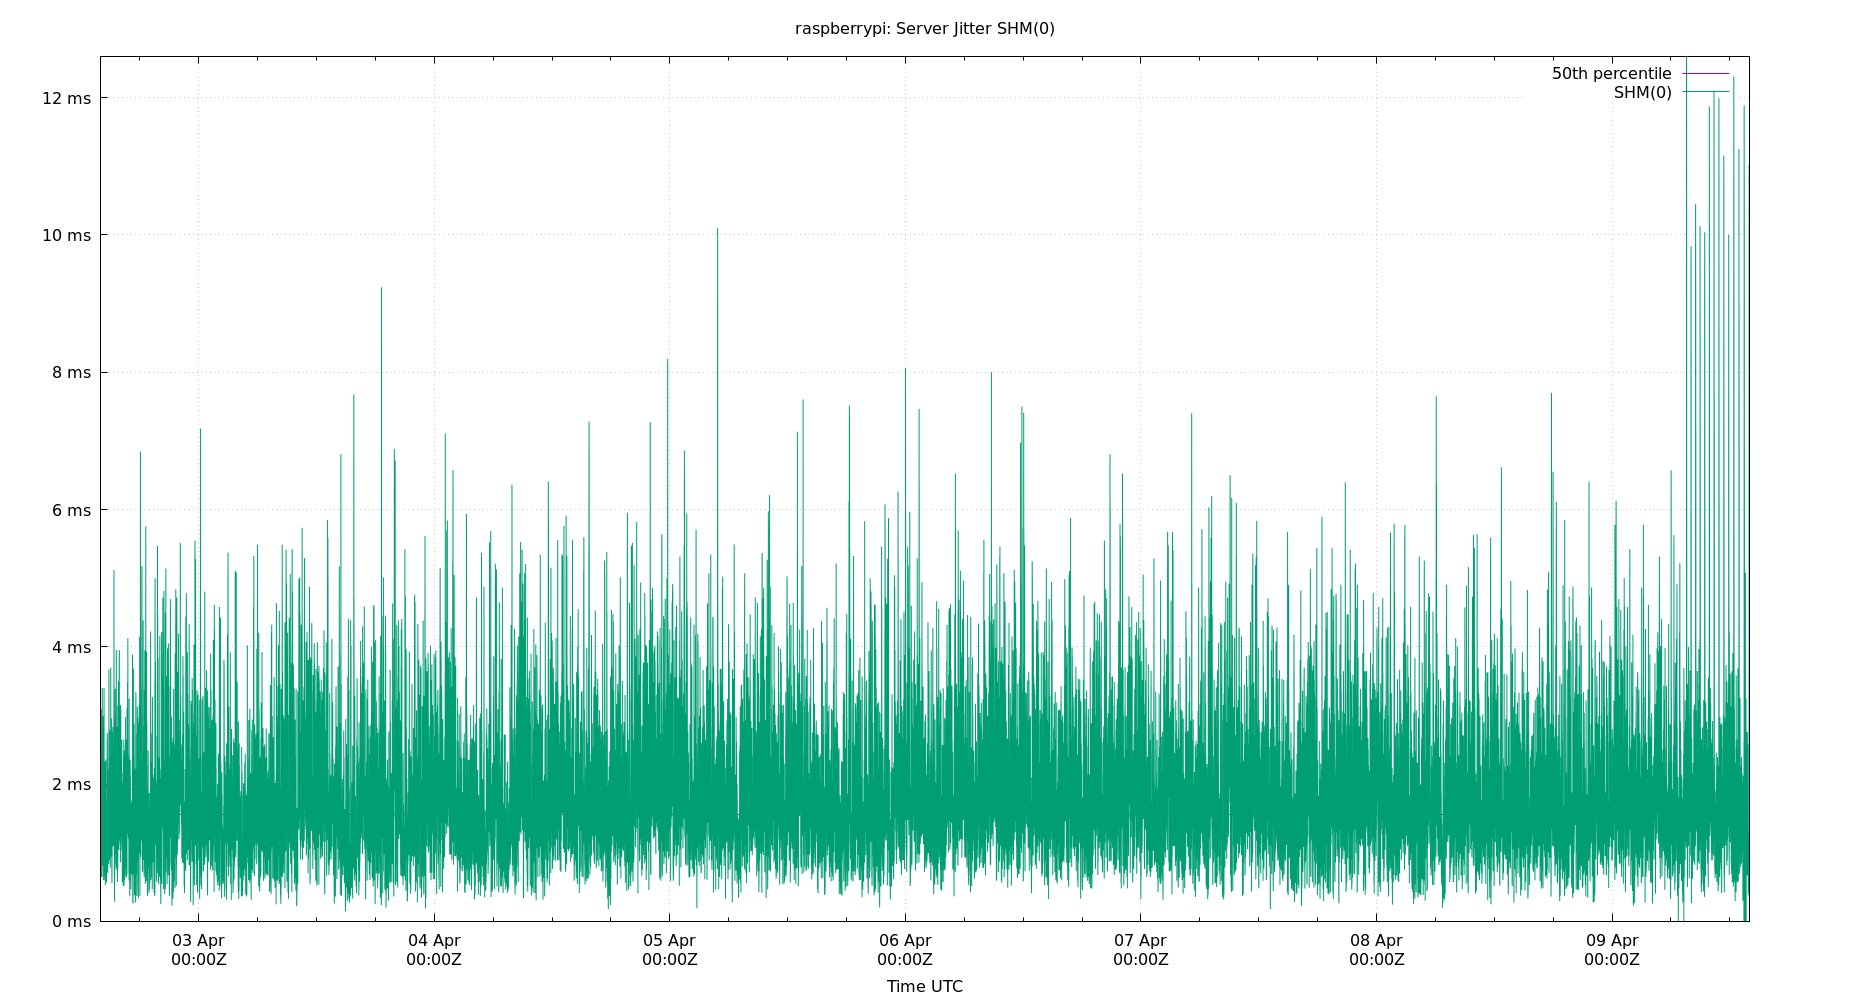 raspberrypi: Server Jitter SHM(0)
50th percentile
SHM(0)
12 ms
10 ms
8 ms
6 ms
4 ms
2 ms
0 ms
03 Apr 04 Apr 05 Apr 06 Apr 07 Apr 08 Apr 09 Apr
00:00Z 00:00Z 00:00Z 00:00Z 00:00Z 00:00Z 00:00Z
Time UTC